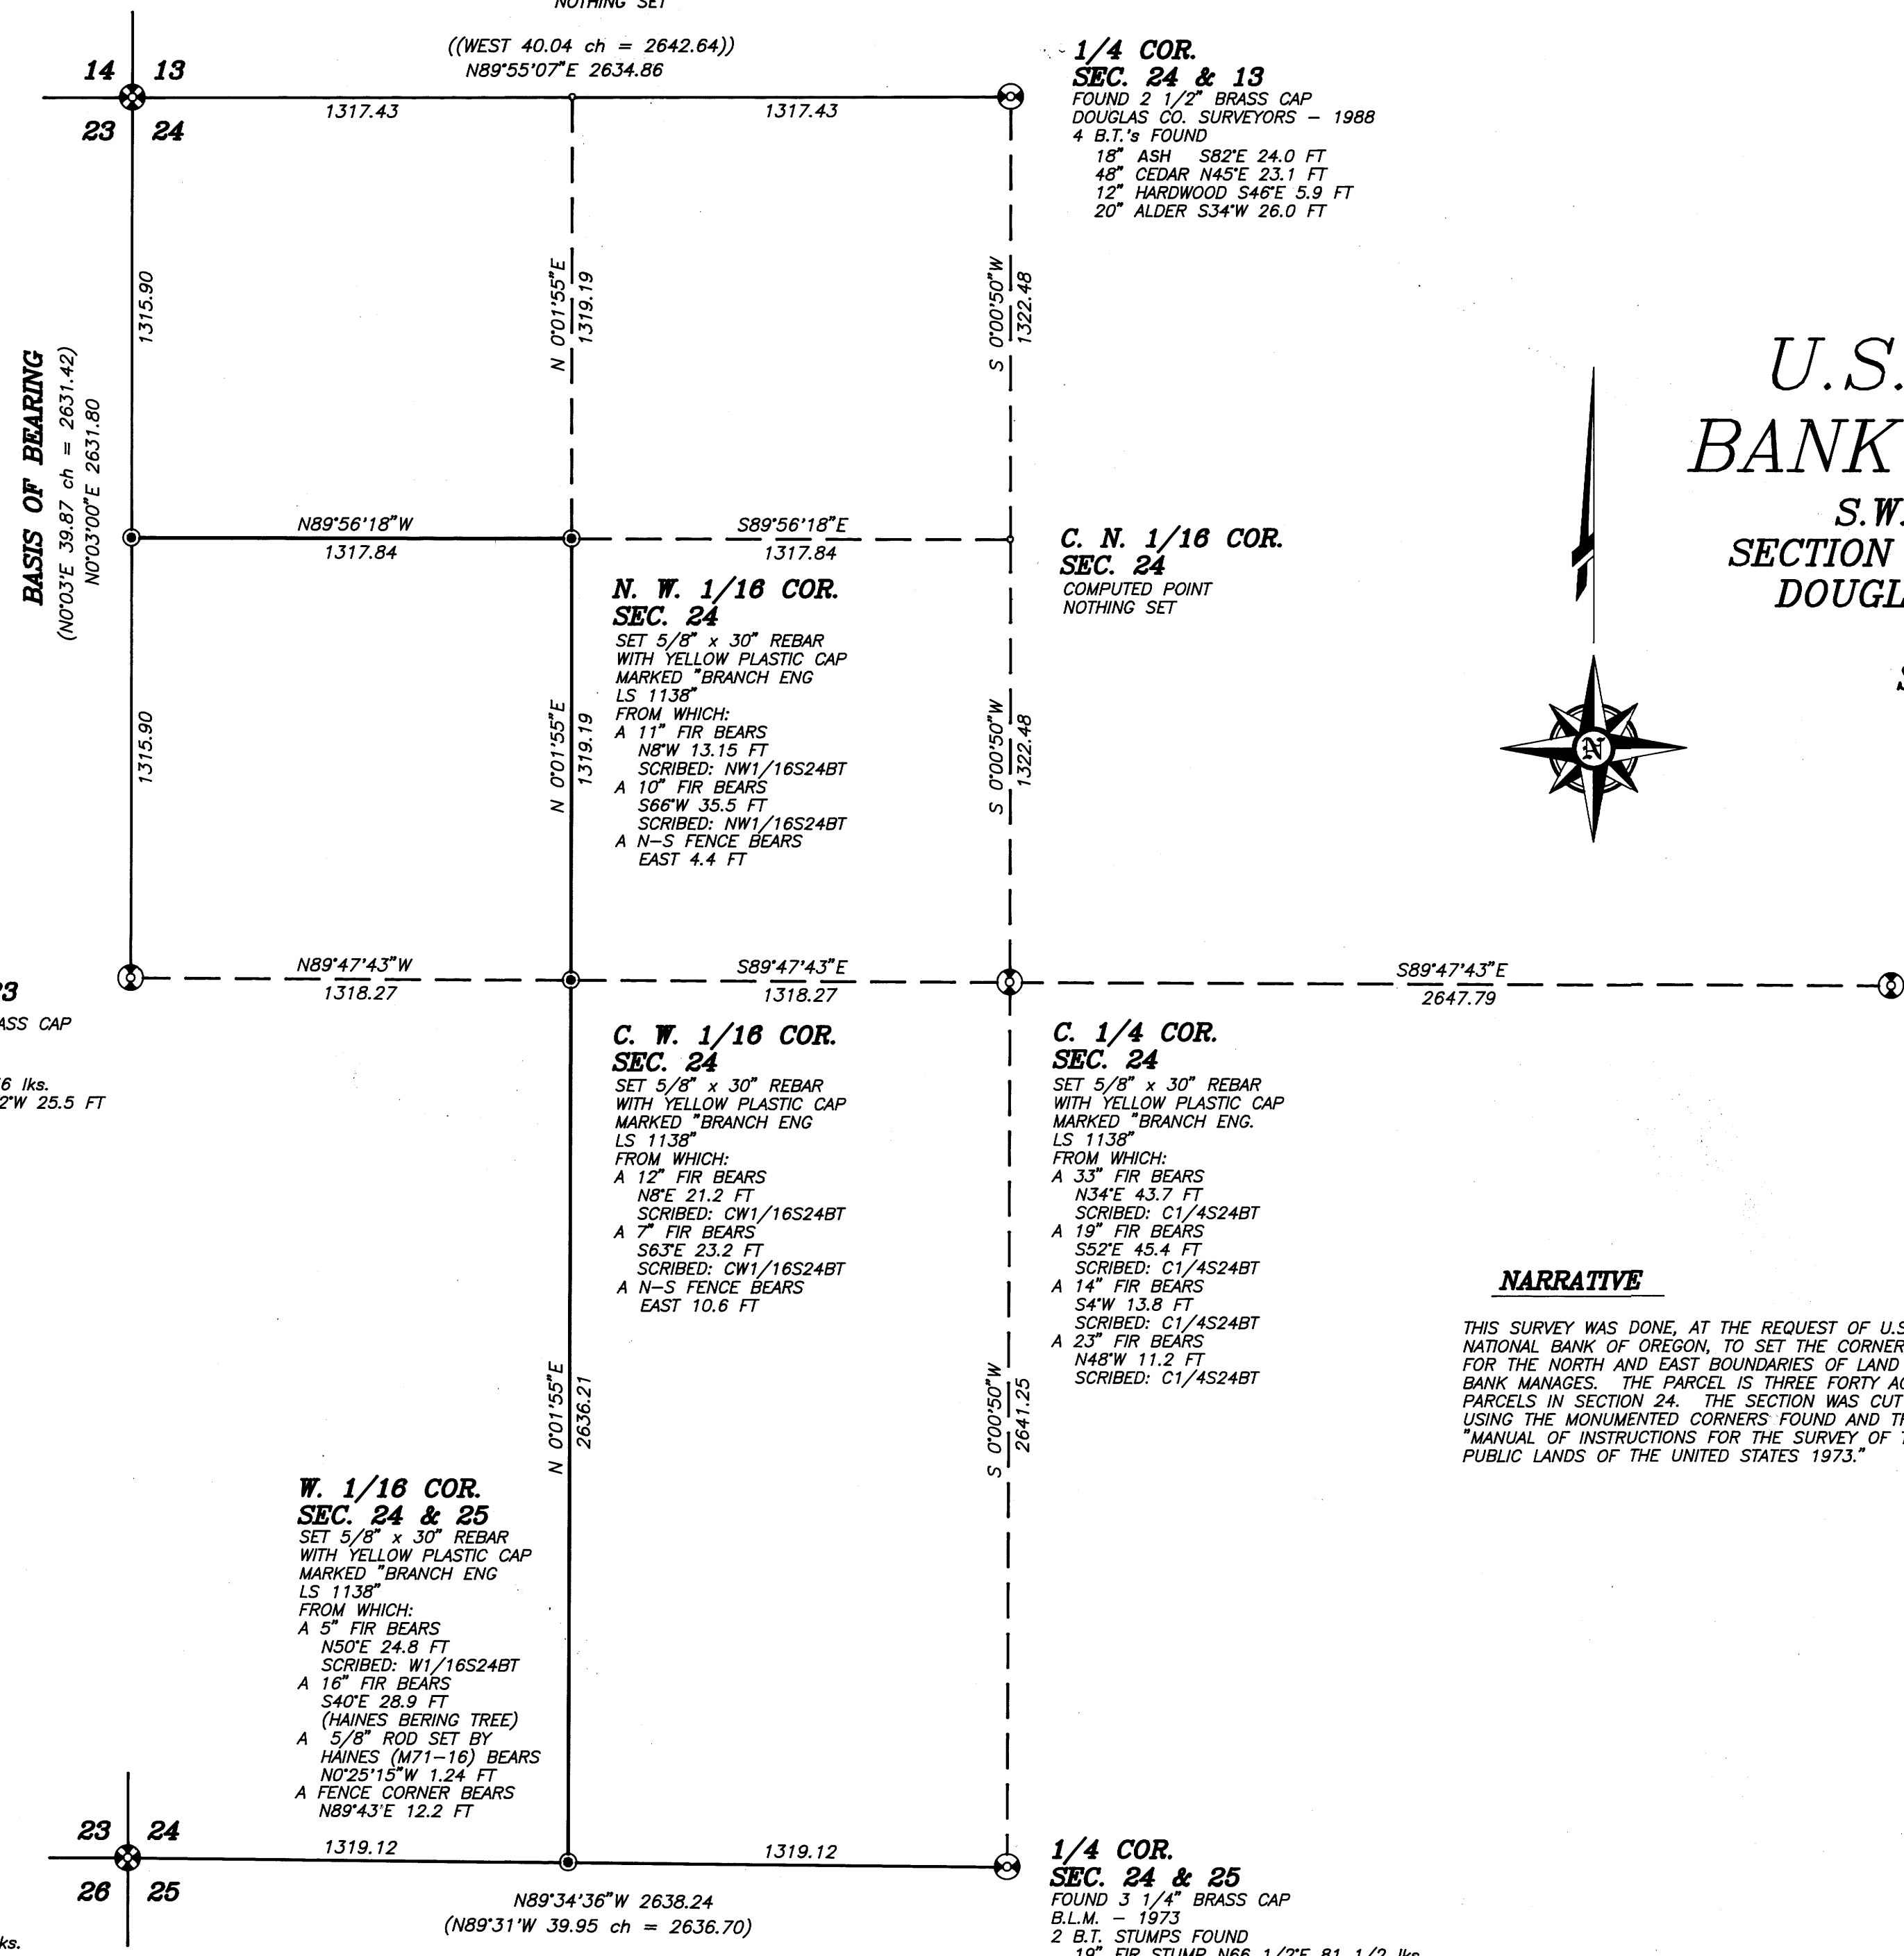 NOTHING SET
((WEST 40.04 ch = 2642.64))
N89°55'07"E 2634.86
14 13
23 24
1317.43
1317.43
1/4 COR.
SEC. 24 & 13
FOUND 2 1/2" BRASS CAP
DOUGLAS CO. SURVEYORS – 1988
4 B.T.'s FOUND
18" ASH S82°E 24.0 FT
48" CEDAR N45°E 23.1 FT
12" HARDWOOD S46°E 5.9 FT
20" ALDER S34°W 26.0 FT
BASIS OF BEARING
(N0°03'E 39.87 ch = 2631.42)
N0°03'00"E 2631.80
1315.90
N 0°01'55"E
1319.19
S 0°00'50"W
1322.48
U.S.
BANK
S.W.
SECTION
DOUGL
N
N89°56'18"W
1317.84
S89°56'18"E
1317.84
C. N. 1/16 COR.
SEC. 24
COMPUTED POINT
NOTHING SET
N. W. 1/16 COR.
SEC. 24
SET 5/8" x 30" REBAR
WITH YELLOW PLASTIC CAP
MARKED "BRANCH ENG
LS 1138"
FROM WHICH:
A 11" FIR BEARS
N8°W 13.15 FT
SCRIBED: NW1/16S24BT
A 10" FIR BEARS
S66°W 35.5 FT
SCRIBED: NW1/16S24BT
A N–S FENCE BEARS
EAST 4.4 FT
1315.90
N 0°01'55"E
1319.19
S 0°00'50"W
1322.48
N89°47'43"W
1318.27
S89°47'43"E
1318.27
S89°47'43"E
2647.79
3
ASS CAP
6 lks.
2°W 25.5 FT
C. W. 1/16 COR.
SEC. 24
SET 5/8" x 30" REBAR
WITH YELLOW PLASTIC CAP
MARKED "BRANCH ENG
LS 1138"
FROM WHICH:
A 12" FIR BEARS
N8°E 21.2 FT
SCRIBED: CW1/16S24BT
A 7" FIR BEARS
S63°E 23.2 FT
SCRIBED: CW1/16S24BT
A N–S FENCE BEARS
EAST 10.6 FT
C. 1/4 COR.
SEC. 24
SET 5/8" x 30" REBAR
WITH YELLOW PLASTIC CAP
MARKED "BRANCH ENG.
LS 1138"
FROM WHICH:
A 33" FIR BEARS
N34°E 43.7 FT
SCRIBED: C1/4S24BT
A 19" FIR BEARS
S52°E 45.4 FT
SCRIBED: C1/4S24BT
A 14" FIR BEARS
S4°W 13.8 FT
SCRIBED: C1/4S24BT
A 23" FIR BEARS
N48°W 11.2 FT
SCRIBED: C1/4S24BT
NARRATIVE
THIS SURVEY WAS DONE, AT THE REQUEST OF U.S
NATIONAL BANK OF OREGON, TO SET THE CORNER
FOR THE NORTH AND EAST BOUNDARIES OF LAND
BANK MANAGES. THE PARCEL IS THREE FORTY AC
PARCELS IN SECTION 24. THE SECTION WAS CUT
USING THE MONUMENTED CORNERS FOUND AND TH
"MANUAL OF INSTRUCTIONS FOR THE SURVEY OF T
PUBLIC LANDS OF THE UNITED STATES 1973."
N 0°01'55"E
2636.21
S 0°00'50"W
2641.25
W. 1/16 COR.
SEC. 24 & 25
SET 5/8" x 30" REBAR
WITH YELLOW PLASTIC CAP
MARKED "BRANCH ENG
LS 1138"
FROM WHICH:
A 5" FIR BEARS
N50°E 24.8 FT
SCRIBED: W1/16S24BT
A 16" FIR BEARS
S40°E 28.9 FT
(HAINES BERING TREE)
A 5/8" ROD SET BY
HAINES (M71–16) BEARS
N0°25'15"W 1.24 FT
A FENCE CORNER BEARS
N89°43'E 12.2 FT
23 24
26 25
1319.12
1319.12
N89°34'36"W 2638.24
(N89°31'W 39.95 ch = 2636.70)
1/4 COR.
SEC. 24 & 25
FOUND 3 1/4" BRASS CAP
B.L.M. – 1973
2 B.T. STUMPS FOUND
19" FIR STUMP N66 1/2°E 81 1/2 lks
ks.